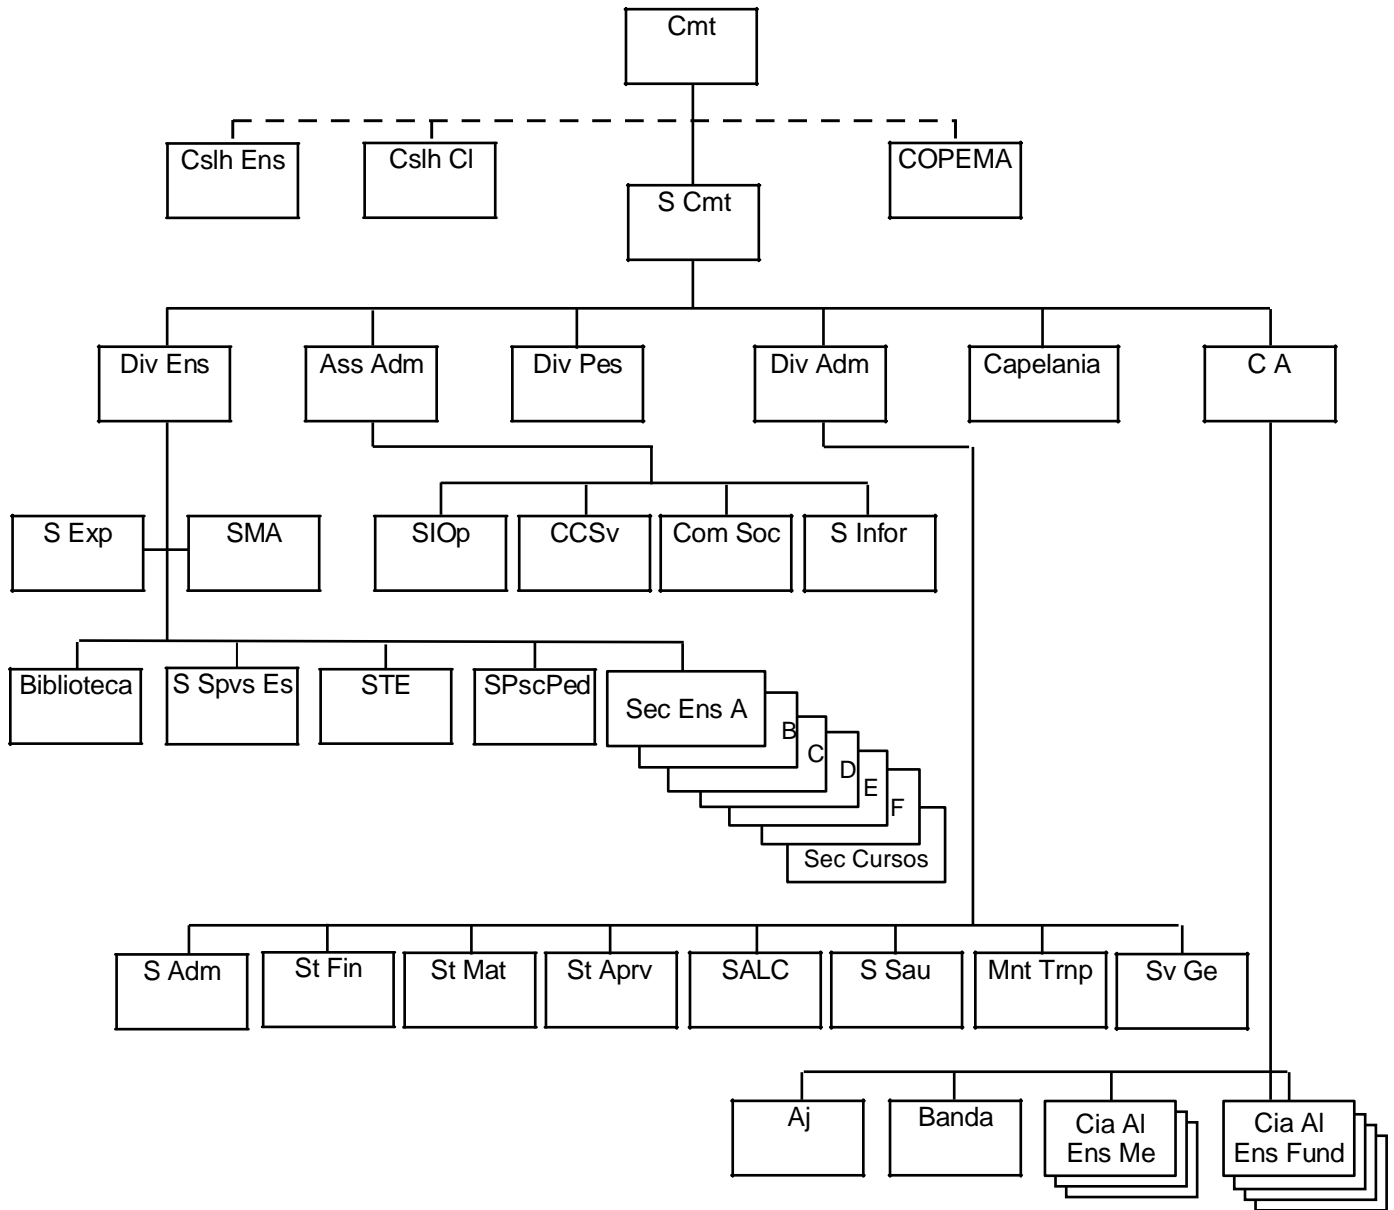 Cmt
Cslh Ens
Cslh Cl
COPEMA
S Cmt
Div Ens
Ass Adm
Div Pes
Div Adm
Capelania
C A
S Exp
SMA
SIOp
CCSv
Com Soc
S Infor
Biblioteca
S Spvs Es
STE
SPscPed
Sec Ens A
B
C
D
E
F
Sec Cursos
S Adm
St Fin
St Mat
St Aprv
SALC
S Sau
Mnt Trnp
Sv Ge
Aj
Banda
Cia Al
Ens Me
Cia Al
Ens Fund